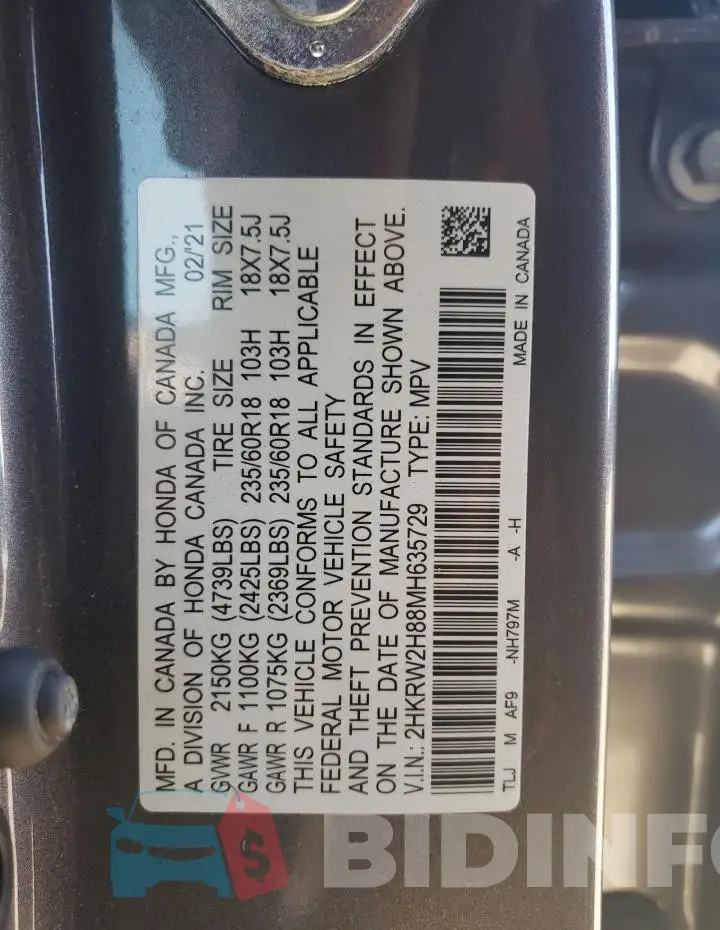 MFD. IN CANADA BY HONDA OF CANADA MFG.,
A DIVISION OF HONDA CANADA INC. 02/'21
GVWR 2150KG (4739LBS) TIRE SIZE RIM SIZE
GAWR F 1100KG (2425LBS) 235/60R18 103H 18X7.5J
GAWR R 1075KG (2369LBS) 235/60R18 103H 18X7.5J
THIS VEHICLE CONFORMS TO ALL APPLICABLE
FEDERAL MOTOR VEHICLE SAFETY
AND THEFT PREVENTION STANDARDS IN EFFECT
ON THE DATE OF MANUFACTURE SHOWN ABOVE.
V.I.N.: 2HKRW2H88MH635729 TYPE: MPV
TLJ M AF9 -NH797M -A -H MADE IN CANADA
$ BIDINFO